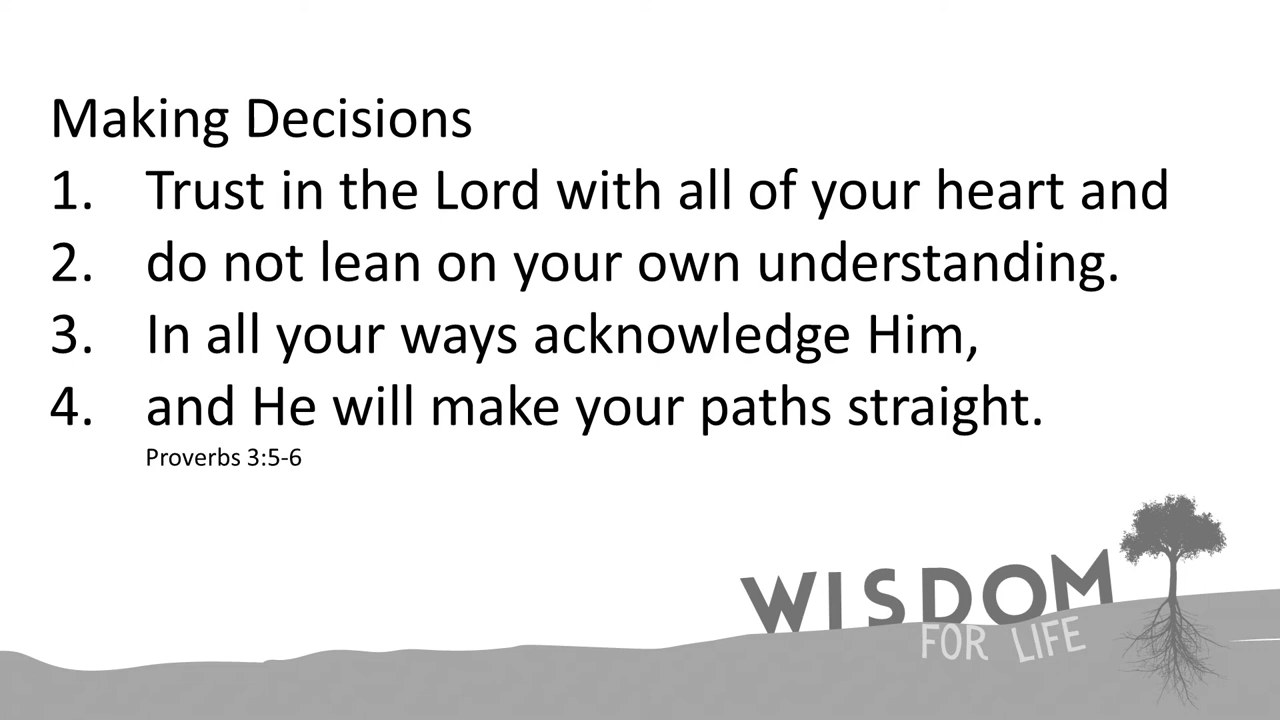 Making Decisions
1. Trust in the Lord with all of your heart and
2. do not lean on your own understanding.
3. In all your ways acknowledge Him,
4. and He will make your paths straight.
Proverbs 3:5-6
WISDOM
FOR LIFE